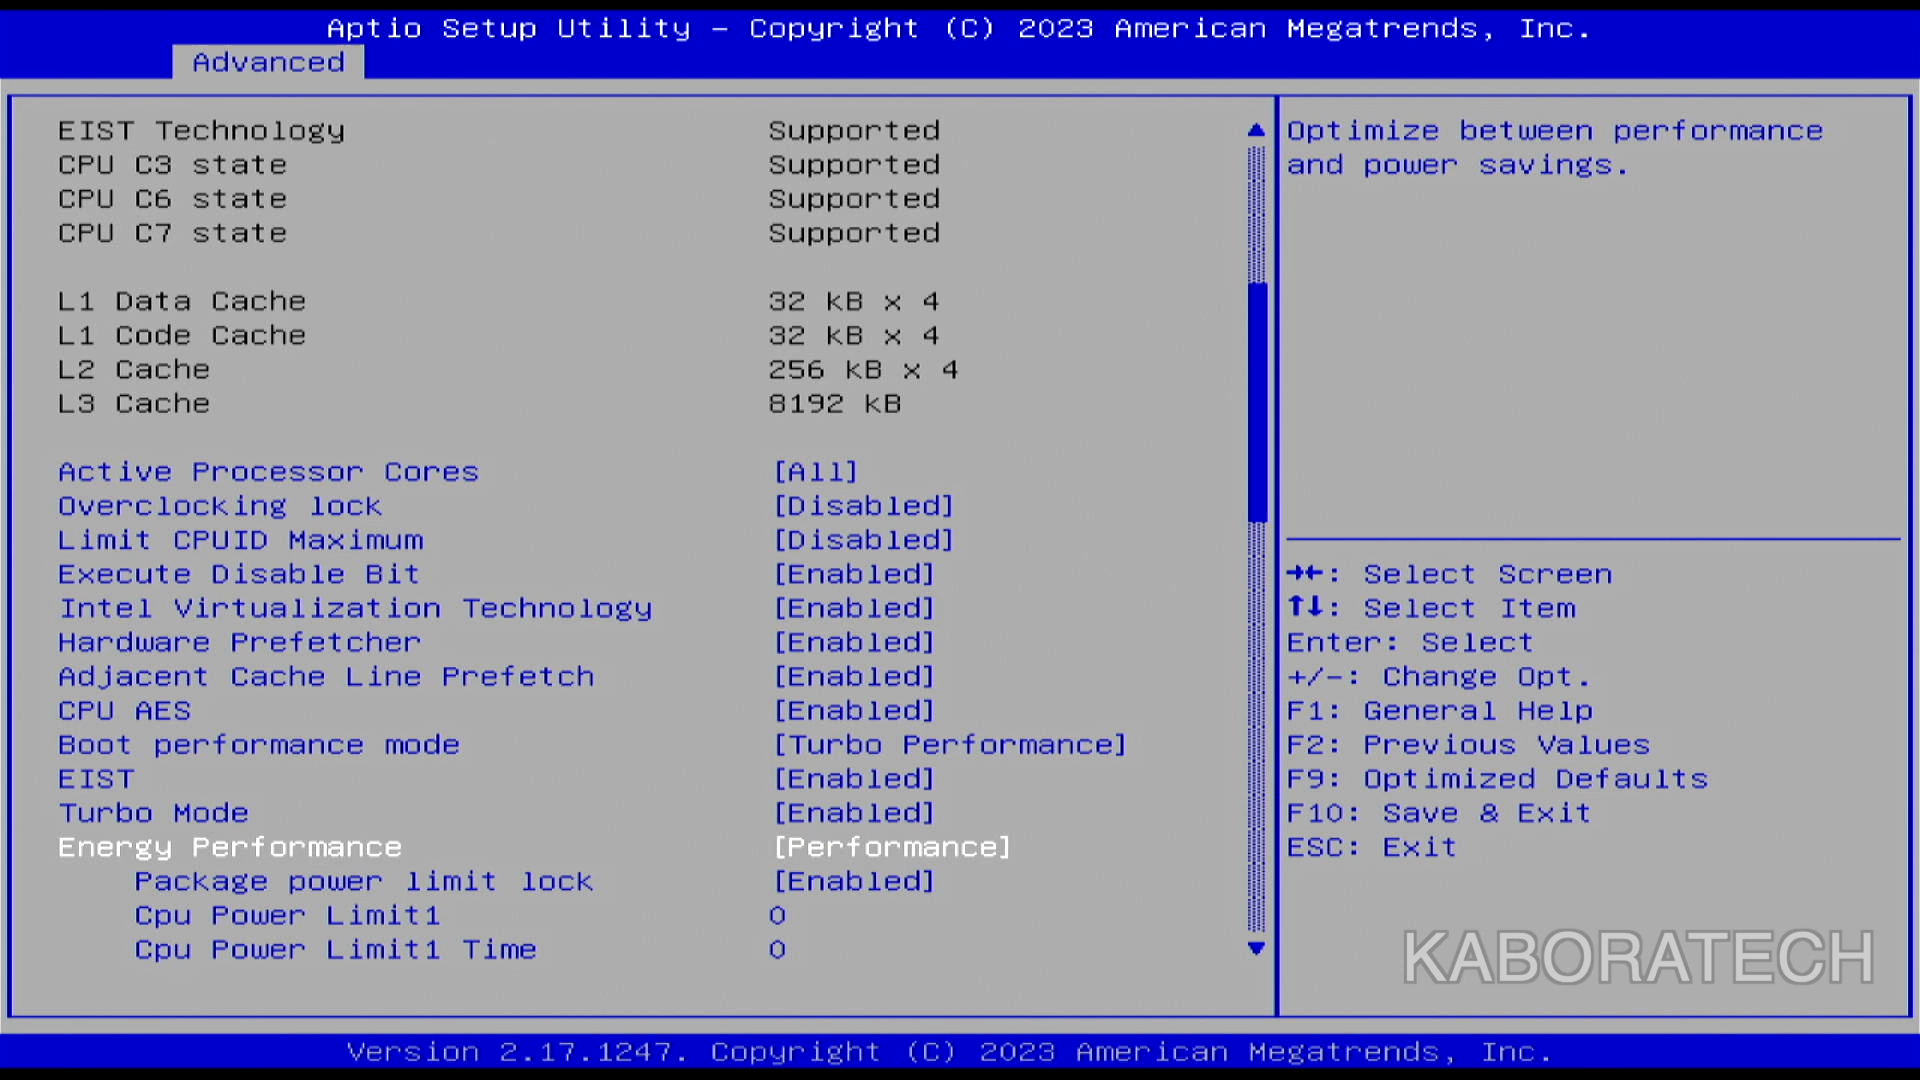 Aptio Setup Utility – Copyright (C) 2023 American Megatrends, Inc.
Advanced
EIST Technology Supported
CPU C3 state Supported
CPU C6 state Supported
CPU C7 state Supported
L1 Data Cache 32 kB x 4
L1 Code Cache 32 kB x 4
L2 Cache 256 kB x 4
L3 Cache 8192 kB
Active Processor Cores [All]
Overclocking lock [Disabled]
Limit CPUID Maximum [Disabled]
Execute Disable Bit [Enabled]
Intel Virtualization Technology [Enabled]
Hardware Prefetcher [Enabled]
Adjacent Cache Line Prefetch [Enabled]
CPU AES [Enabled]
Boot performance mode [Turbo Performance]
EIST [Enabled]
Turbo Mode [Enabled]
Energy Performance [Performance]
Package power limit lock [Enabled]
Cpu Power Limit1 0
Cpu Power Limit1 Time 0
Optimize between performance
and power savings.
→←: Select Screen
↑↓: Select Item
Enter: Select
+/-: Change Opt.
F1: General Help
F2: Previous Values
F9: Optimized Defaults
F10: Save & Exit
ESC: Exit
KABORATECH
Version 2.17.1247. Copyright (C) 2023 American Megatrends, Inc.